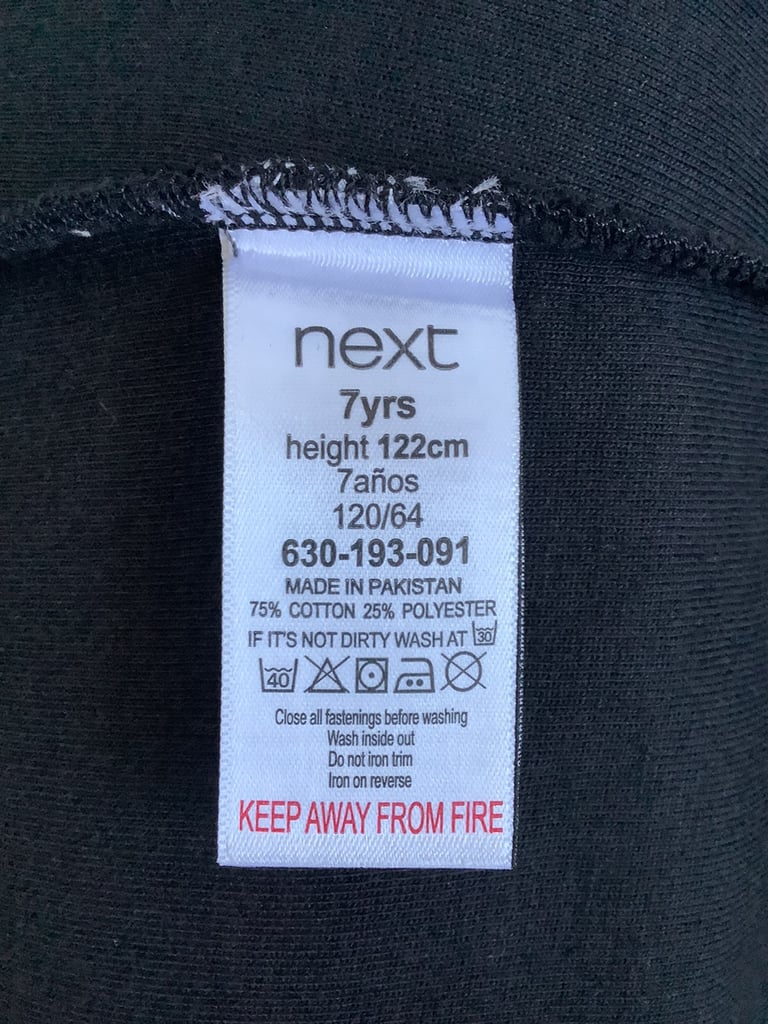 next
7yrs
height 122cm
7años
120/64
630-193-091
MADE IN PAKISTAN
75% COTTON 25% POLYESTER
IF IT'S NOT DIRTY WASH AT 30
40
Close all fastenings before washing
Wash inside out
Do not iron trim
Iron on reverse
KEEP AWAY FROM FIRE